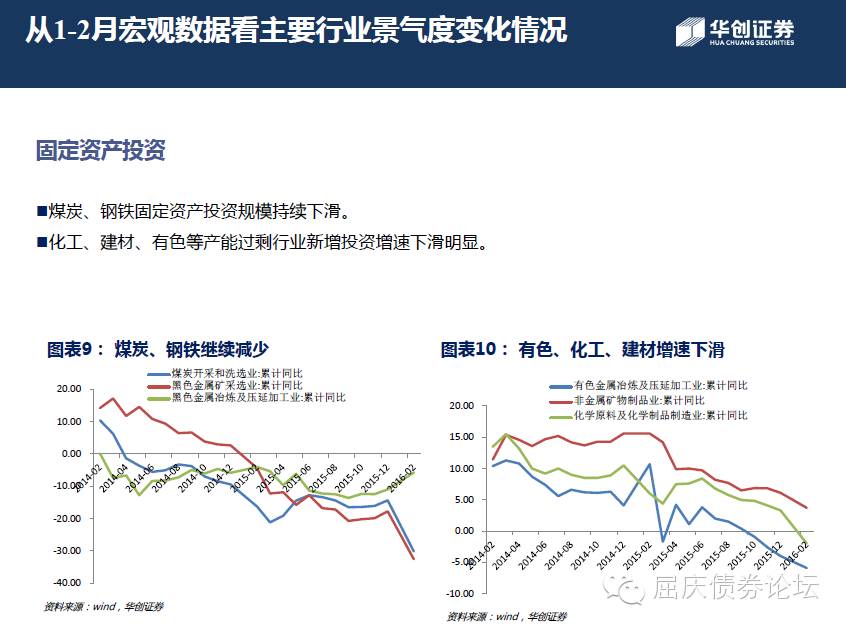 从1-2月宏观数据看主要行业景气度变化情况
华创证券
HUA CHUANG SECURITIES
固定资产投资
■煤炭、钢铁固定资产投资规模持续下滑。
■化工、建材、有色等产能过剩行业新增投资增速下滑明显。
图表9： 煤炭、钢铁继续减少
煤炭开采和洗选业:累计同比
黑色金属矿采选业:累计同比
黑色金属冶炼及压延加工业:累计同比
20.00
10.00
0.00
-10.00
-20.00
-30.00
-40.00
2014-02
2014-04
2014-06
2014-08
2014-10
2014-12
2015-02
2015-04
2015-06
2015-08
2015-10
2015-12
2016-02
资料来源：wind，华创证券
图表10： 有色、化工、建材增速下滑
有色金属冶炼及压延加工业:累计同比
非金属矿物制品业:累计同比
化学原料及化学制品制造业:累计同比
20.00
15.00
10.00
5.00
0.00
-5.00
-10.00
2014-02
2014-04
2014-06
2014-08
2014-10
2014-12
2015-02
2015-04
2015-06
2015-08
2015-10
2015-12
2016-02
资料来源：wind，华创证券
屈庆债券论坛